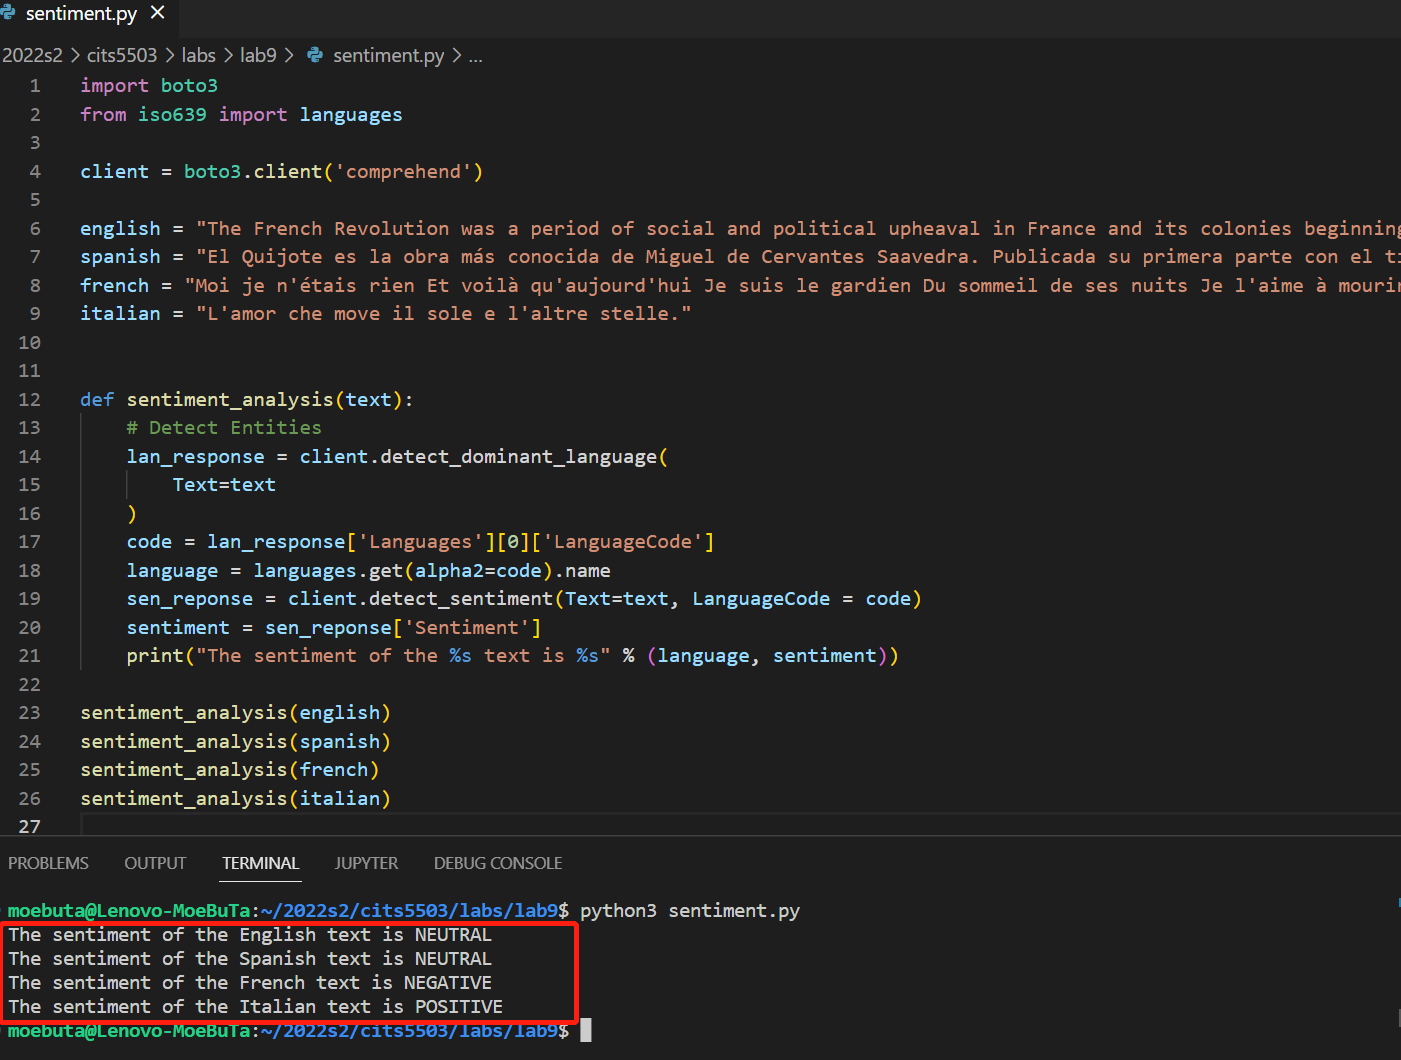 sentiment.py ×
2022s2 > cits5503 > labs > lab9 > sentiment.py > ...
1 import boto3
2 from iso639 import languages
3
4 client = boto3.client('comprehend')
5
6 english = "The French Revolution was a period of social and political upheaval in France and its colonies beginning
7 spanish = "El Quijote es la obra más conocida de Miguel de Cervantes Saavedra. Publicada su primera parte con el ti
8 french = "Moi je n'étais rien Et voilà qu'aujourd'hui Je suis le gardien Du sommeil de ses nuits Je l'aime à mourir
9 italian = "L'amor che move il sole e l'altre stelle."
10
11
12 def sentiment_analysis(text):
13     # Detect Entities
14     lan_response = client.detect_dominant_language(
15         Text=text
16     )
17     code = lan_response['Languages'][0]['LanguageCode']
18     language = languages.get(alpha2=code).name
19     sen_reponse = client.detect_sentiment(Text=text, LanguageCode = code)
20     sentiment = sen_reponse['Sentiment']
21     print("The sentiment of the %s text is %s" % (language, sentiment))
22
23 sentiment_analysis(english)
24 sentiment_analysis(spanish)
25 sentiment_analysis(french)
26 sentiment_analysis(italian)
27
PROBLEMS OUTPUT TERMINAL JUPYTER DEBUG CONSOLE
moebuta@Lenovo-MoeBuTa:~/2022s2/cits5503/labs/lab9$ python3 sentiment.py
The sentiment of the English text is NEUTRAL
The sentiment of the Spanish text is NEUTRAL
The sentiment of the French text is NEGATIVE
The sentiment of the Italian text is POSITIVE
moebuta@Lenovo-MoeBuTa:~/2022s2/cits5503/labs/lab9$